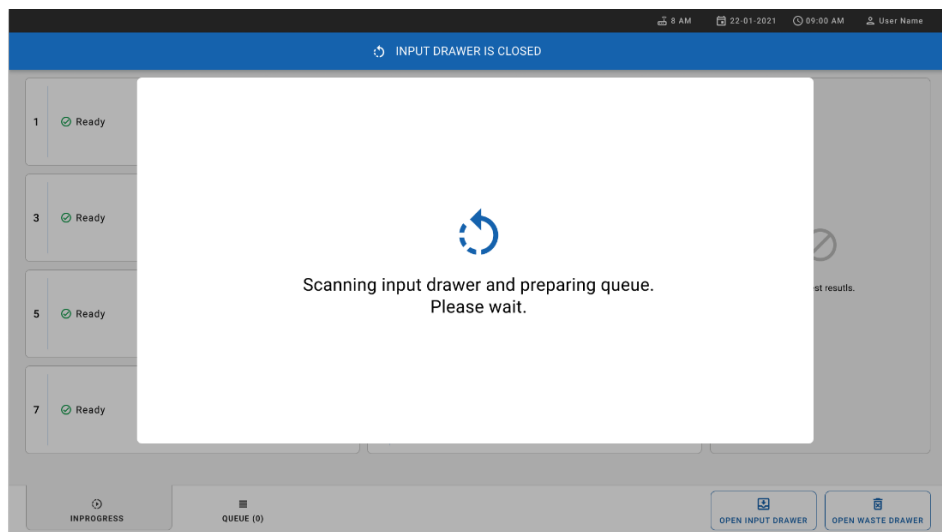 8 AM 22-01-2021 09:00 AM User Name
INPUT DRAWER IS CLOSED
1 Ready
3 Ready
Scanning input drawer and preparing queue.
Please wait.
st resutls.
5 Ready
7 Ready
INPROGRESS
QUEUE (0)
OPEN INPUT DRAWER
OPEN WASTE DRAWER